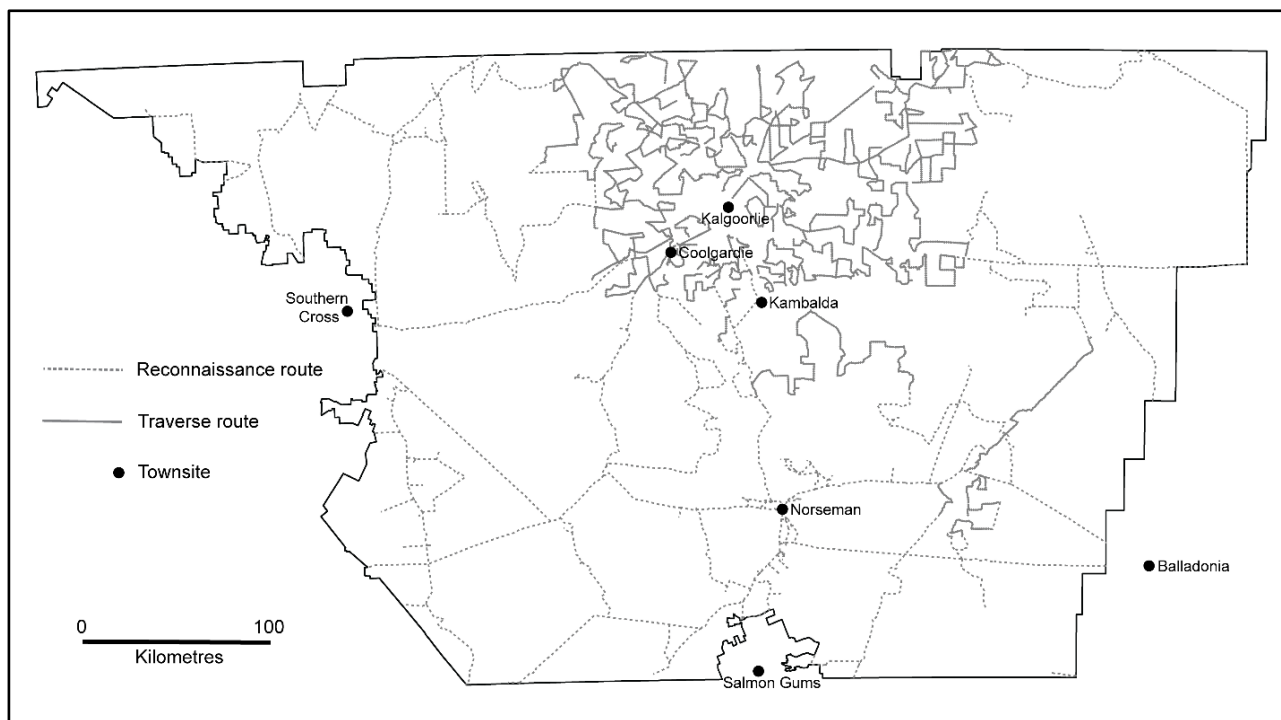 Kalgoorlie
Coolgardie
Southern
Cross
Kambalda
Reconnaissance route
Traverse route
Townsite
Norseman
Balladonia
0 100
Kilometres
Salmon Gums